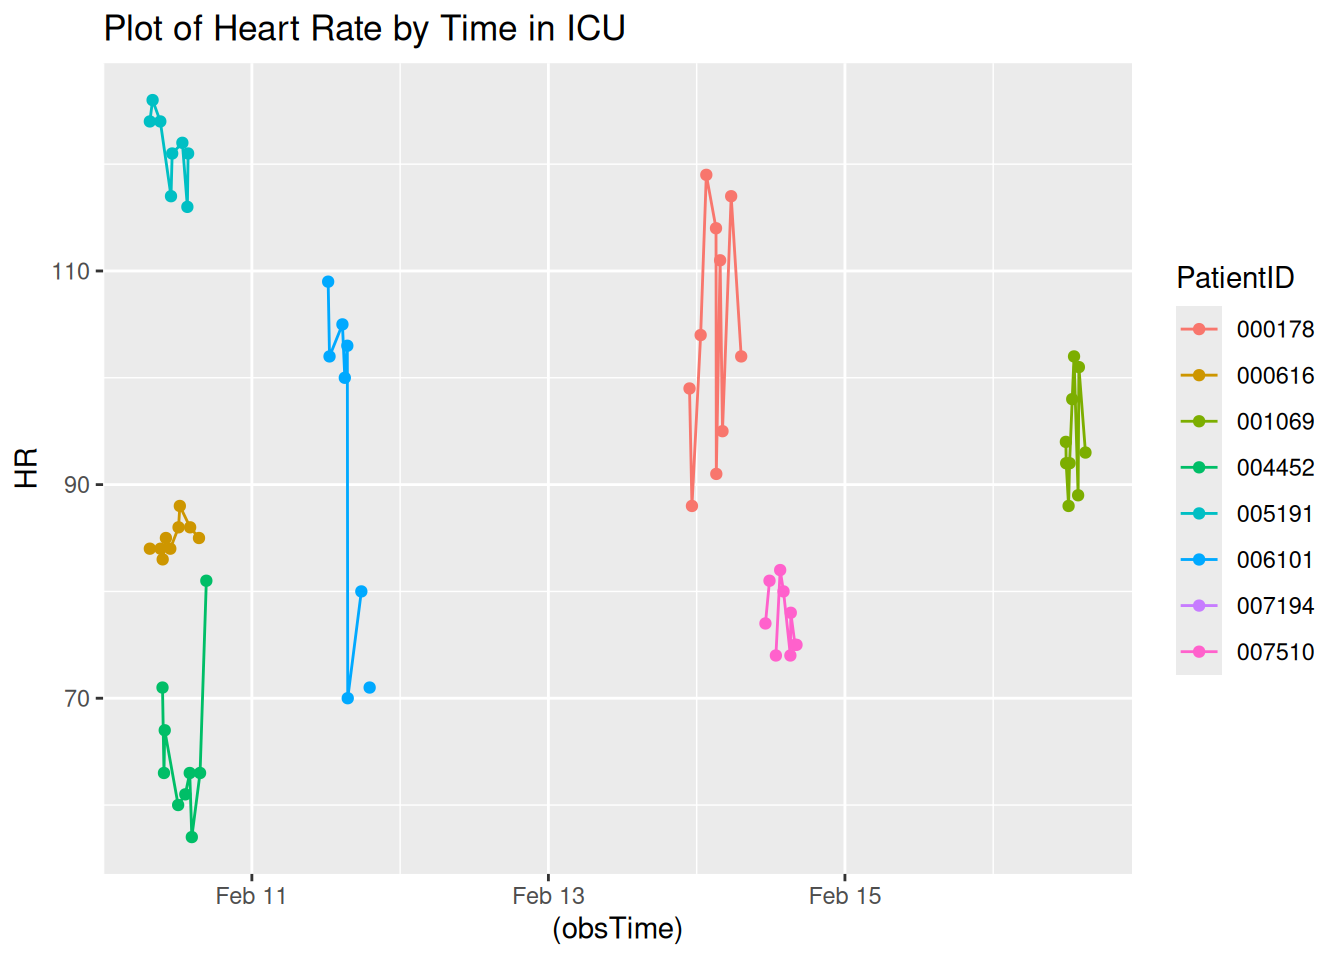 Plot of Heart Rate by Time in ICU
110
90
70
HR
Feb 11
Feb 13
Feb 15
(obsTime)
PatientID
000178
000616
001069
004452
005191
006101
007194
007510